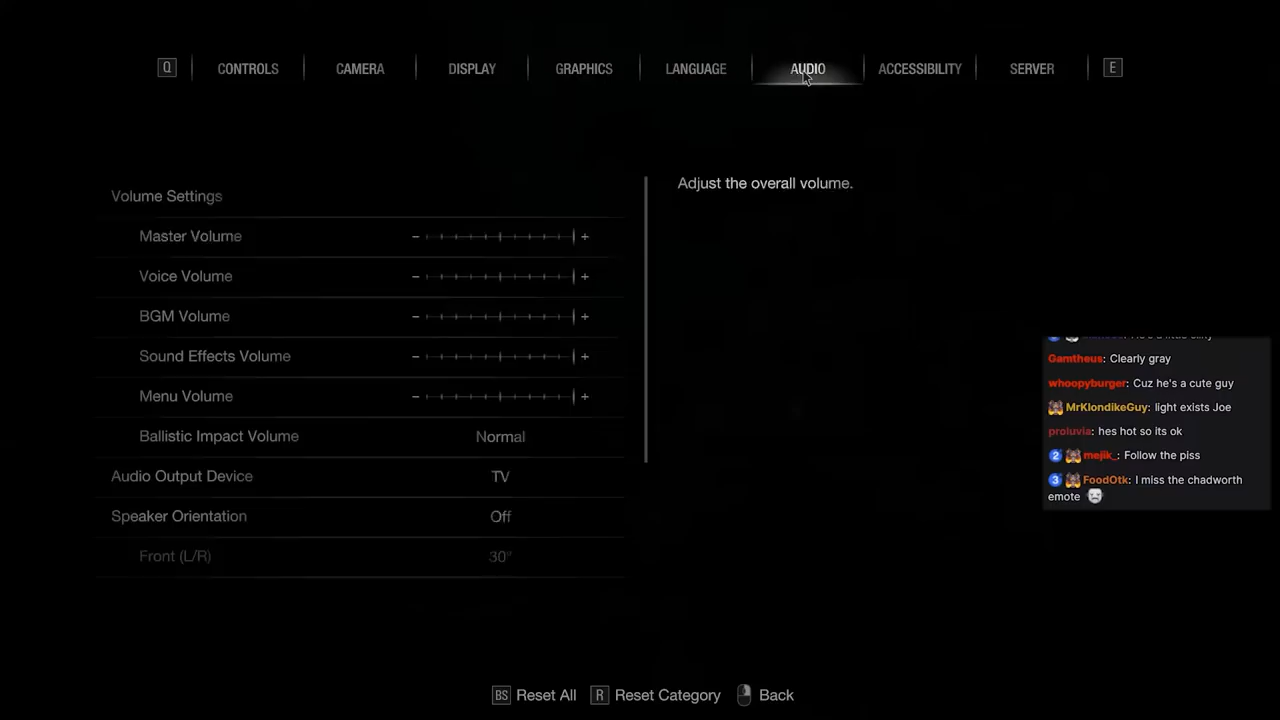 Q CONTROLS CAMERA DISPLAY GRAPHICS LANGUAGE AUDIO ACCESSIBILITY SERVER E
Volume Settings
Adjust the overall volume.
Master Volume - +
Voice Volume - +
BGM Volume - +
Sound Effects Volume - +
Menu Volume - +
Ballistic Impact Volume Normal
Audio Output Device TV
Speaker Orientation Off
Front (L/R) 30°
Gamtheus: Clearly gray
whoopyburger: Cuz he's a cute guy
MrKlondikeGuy: light exists Joe
proluvia: hes hot so its ok
2 mejik_: Follow the piss
3 FoodOtk: I miss the chadworth
emote
BS Reset All R Reset Category Back